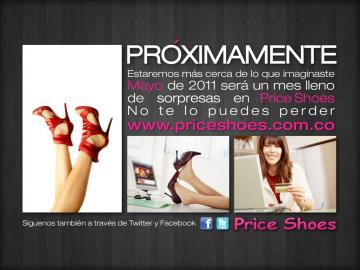 PRÓXIMAMENTE
Estaremos más cerca de lo que imaginaste
Mayo de 2011 será un mes lleno
de sorpresas en Price Shoes
No te lo puedes perder
www.priceshoes.com.co
Síguenos también a través de Twitter y Facebook
Price Shoes